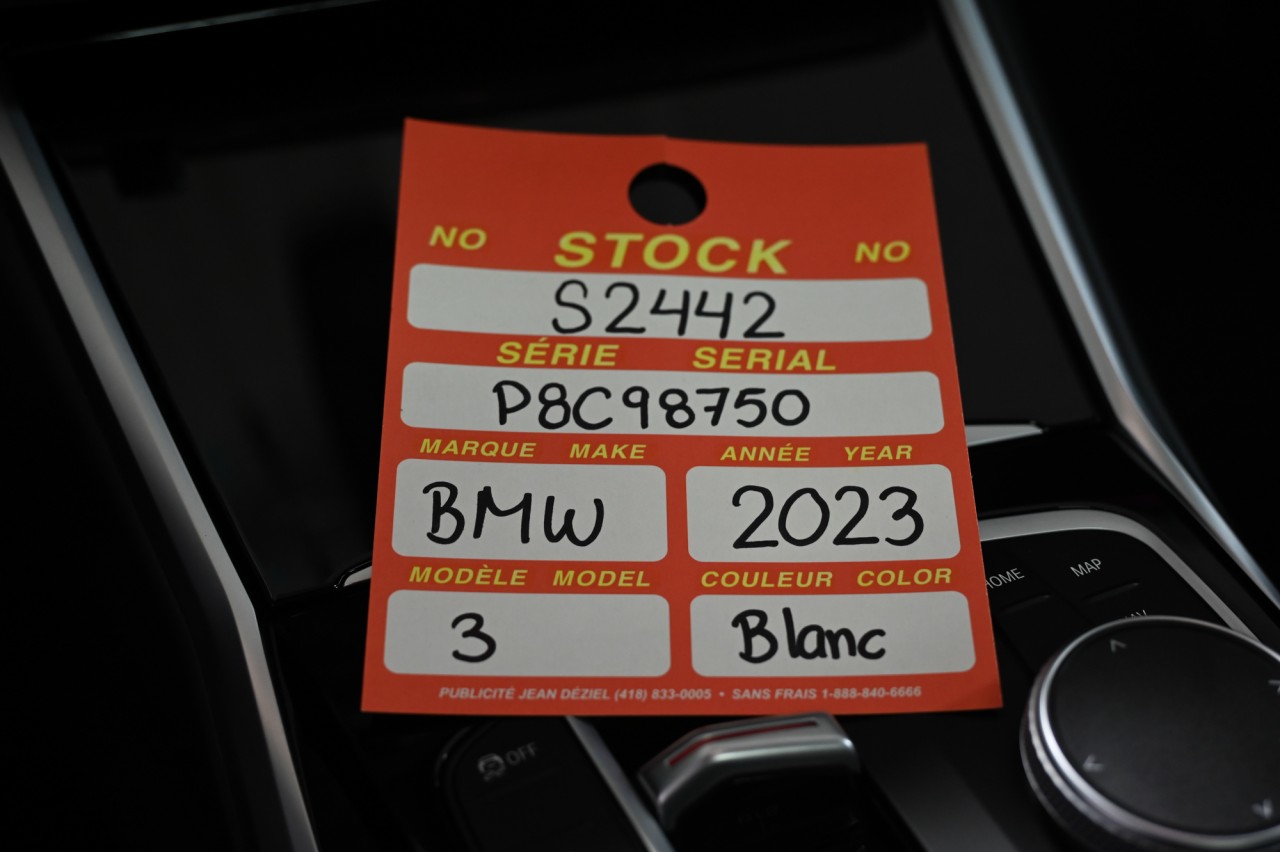 NO STOCK NO
S2442
SÉRIE SERIAL
P8C98750
MARQUE MAKE ANNÉE YEAR
BMW 2023
MODÈLE MODEL COULEUR COLOR
3 Blanc
PUBLICITÉ JEAN DÉZIEL (418) 833-0005 • SANS FRAIS 1-888-840-6666
HOME MAP
OFF